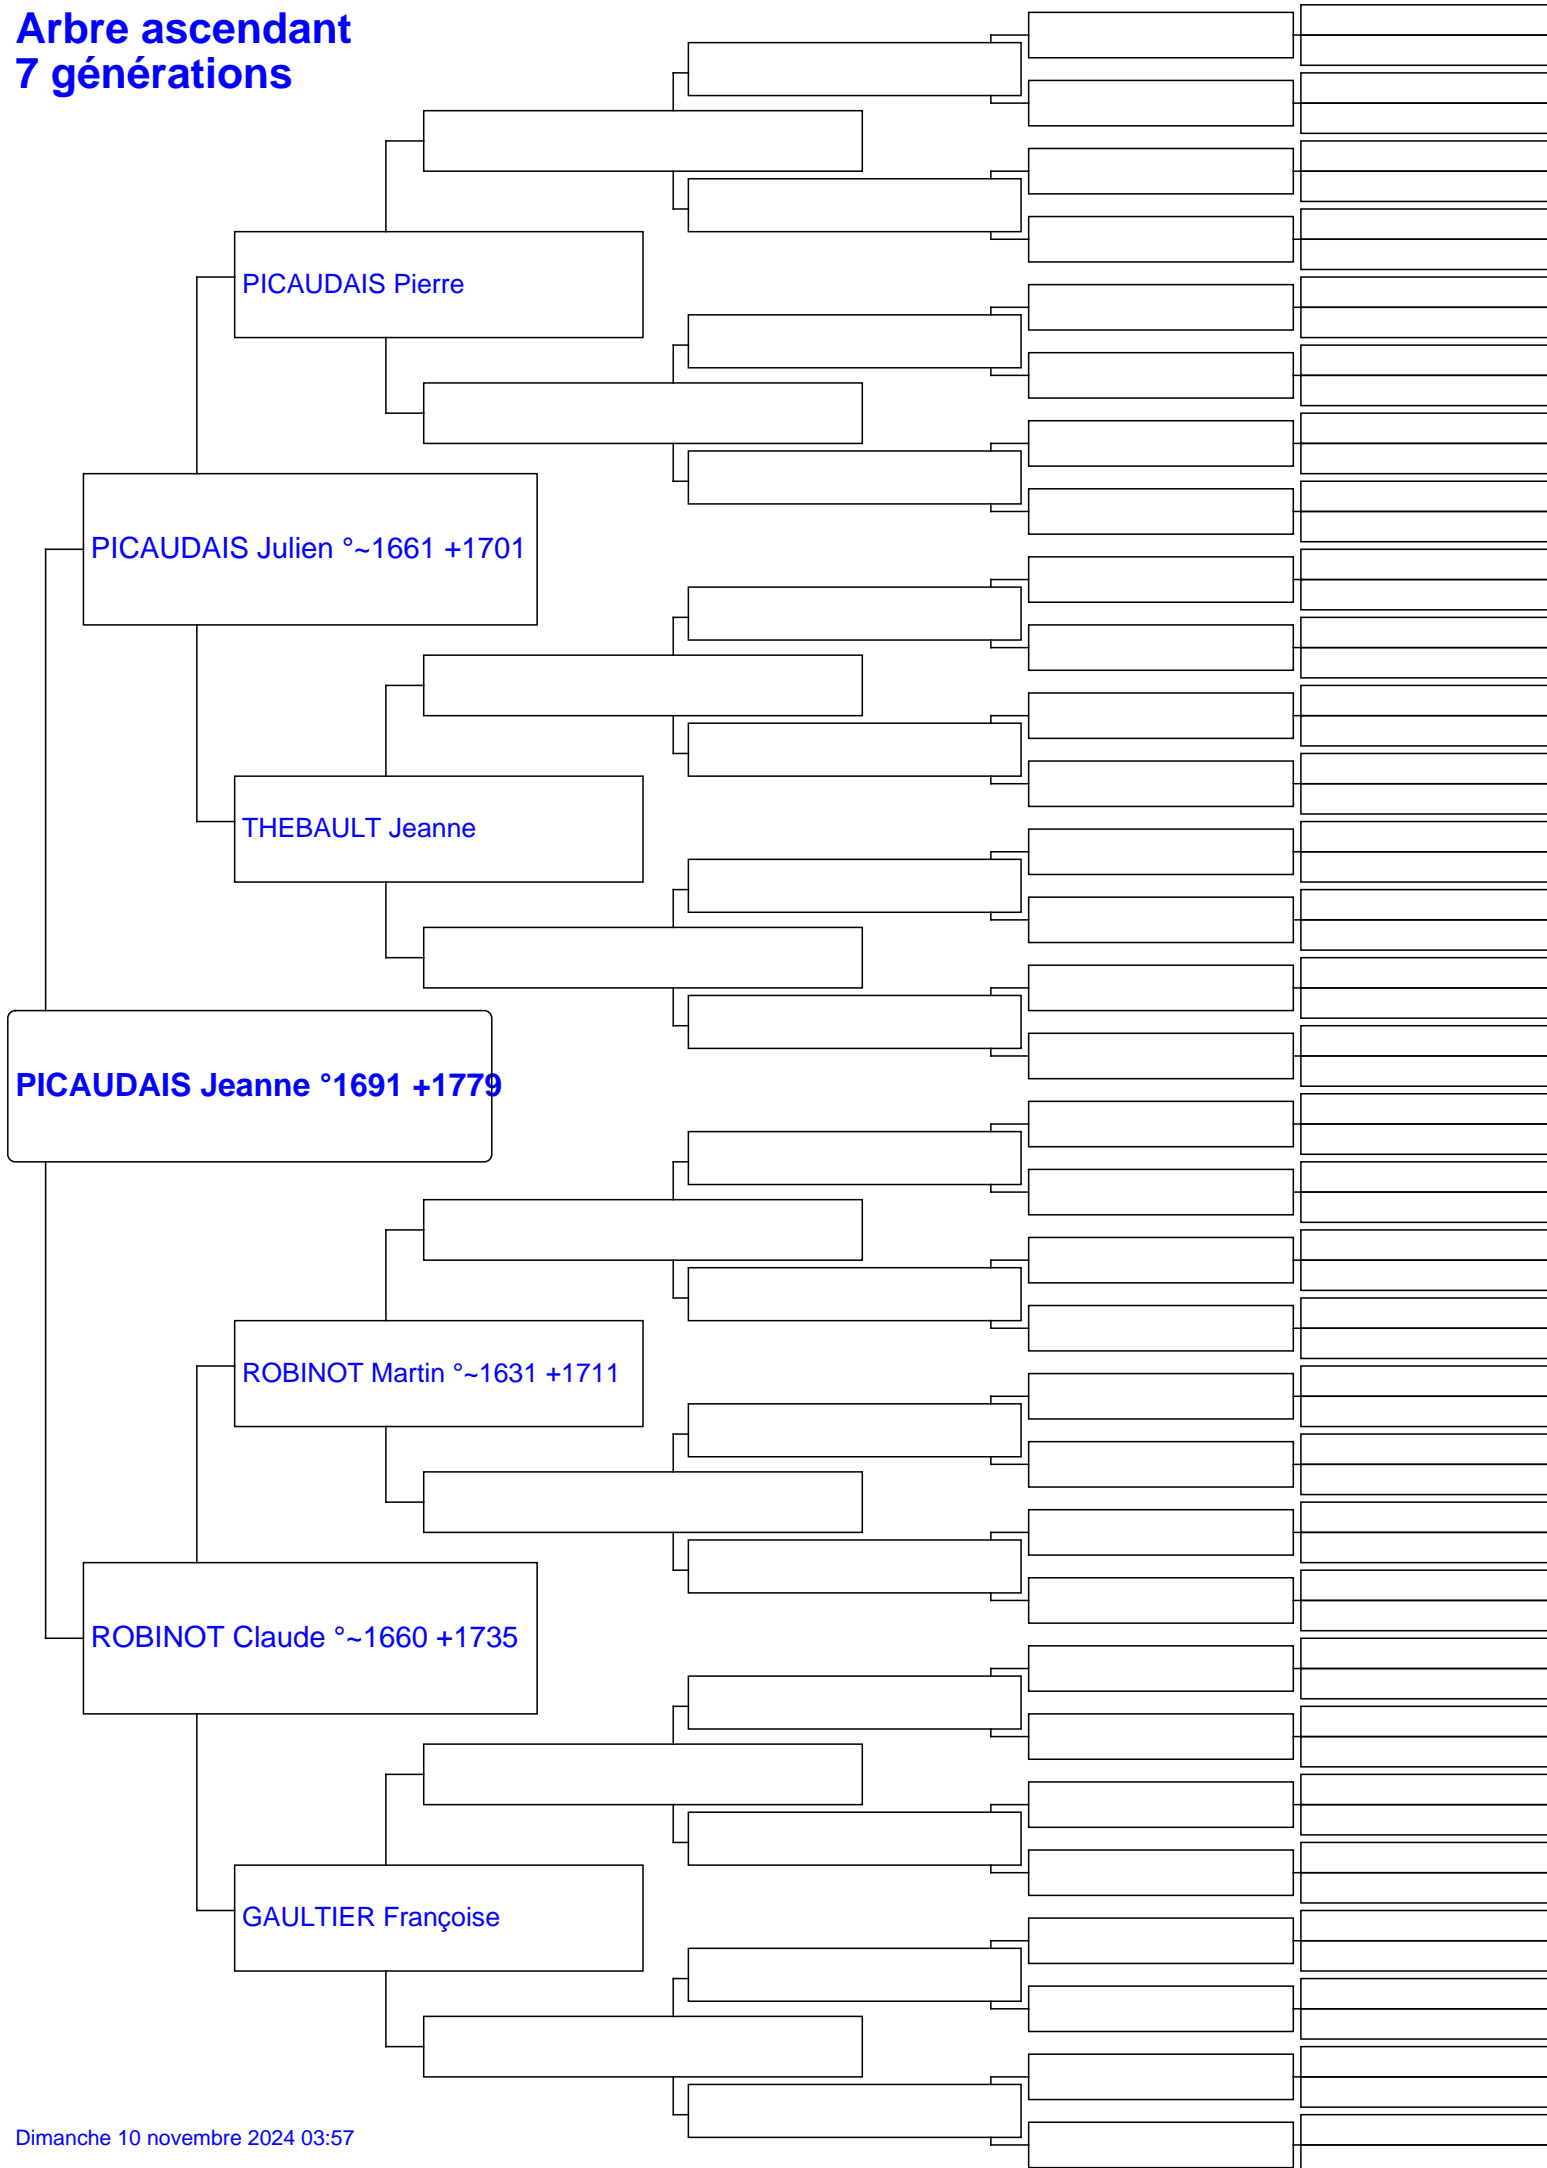 Arbre ascendant
7 générations
PICAUDAIS Pierre
PICAUDAIS Julien °~1661 +1701
THEBAULT Jeanne
PICAUDAIS Jeanne °1691 +1779
ROBINOT Martin °~1631 +1711
ROBINOT Claude °~1660 +1735
GAULTIER Françoise
Dimanche 10 novembre 2024 03:57